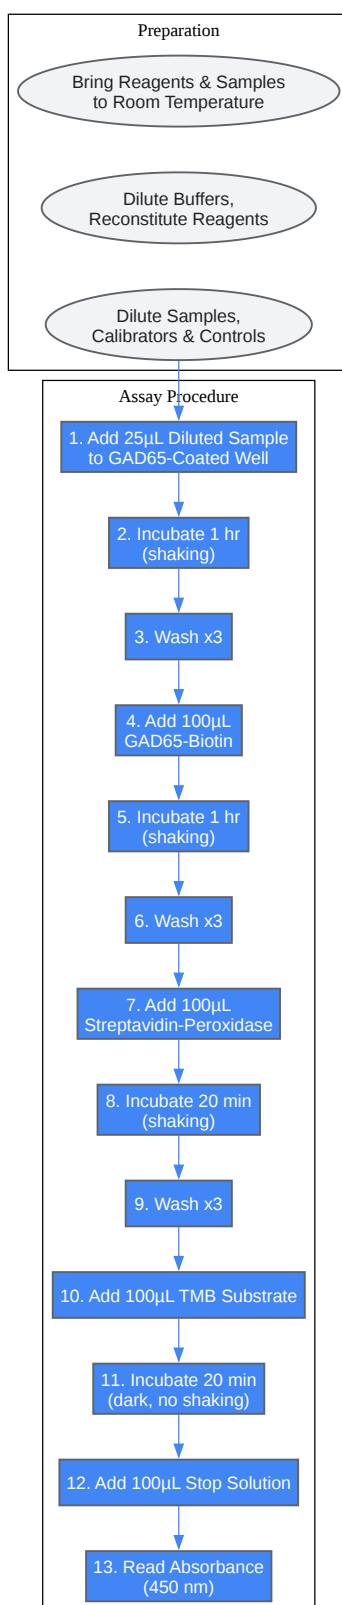 Preparation
Bring Reagents & Samples
to Room Temperature
Dilute Buffers,
Reconstitute Reagents
Dilute Samples,
Calibrators & Controls
Assay Procedure
1. Add 25µL Diluted Sample
to GAD65-Coated Well
2. Incubate 1 hr
(shaking)
3. Wash x3
4. Add 100µL
GAD65-Biotin
5. Incubate 1 hr
(shaking)
6. Wash x3
7. Add 100µL
Streptavidin-Peroxidase
8. Incubate 20 min
(shaking)
9. Wash x3
10. Add 100µL TMB Substrate
11. Incubate 20 min
(dark, no shaking)
12. Add 100µL Stop Solution
13. Read Absorbance
(450 nm)